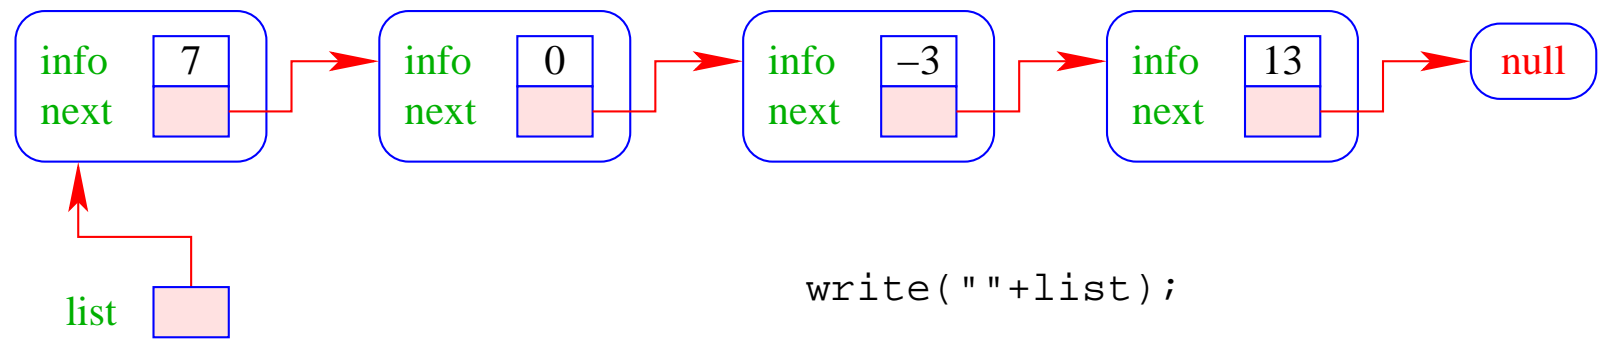 info 7 info 0 info −3 info 13 null
next next next next
write(""+list);
list